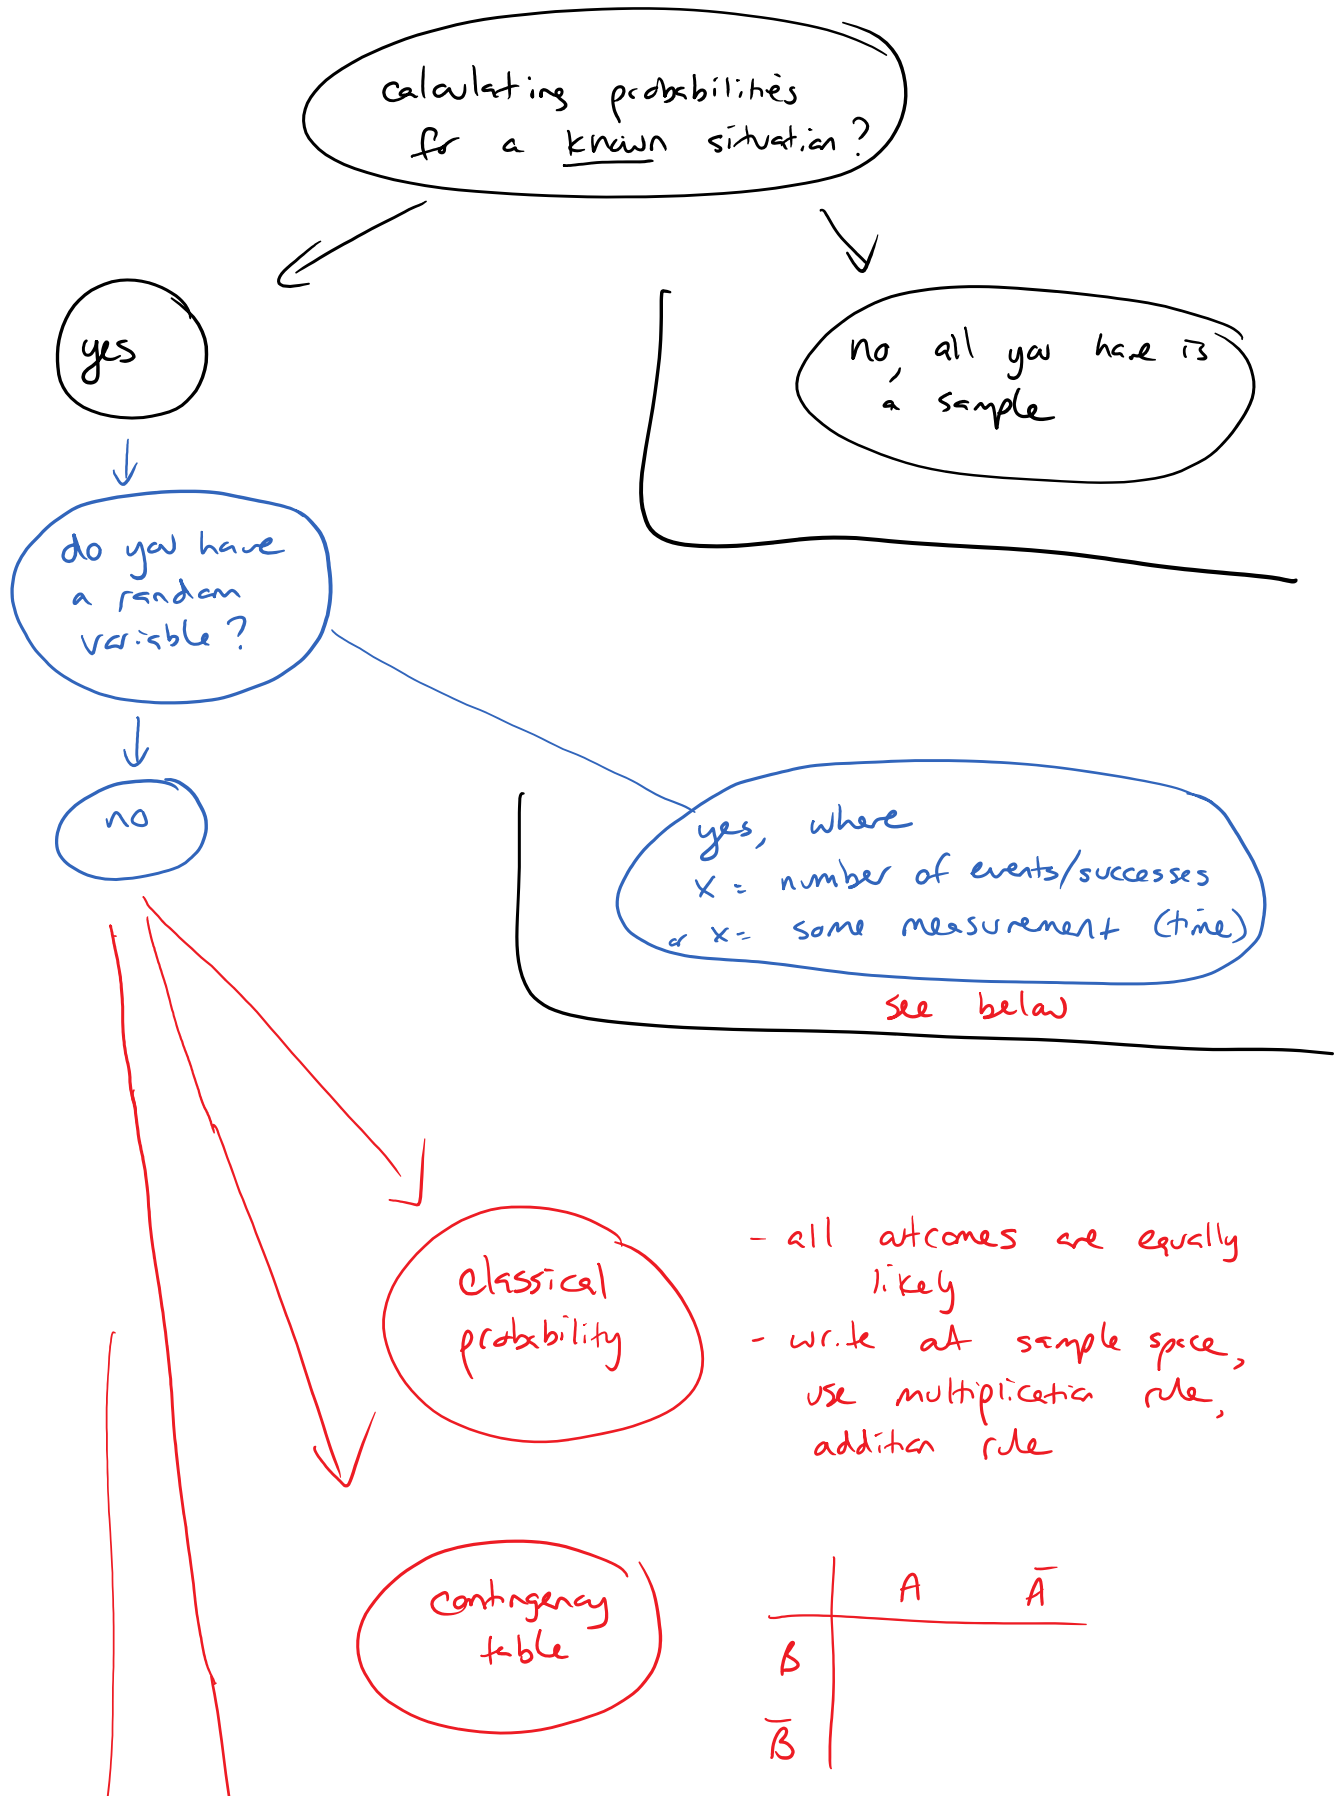 calculating probabilities
for a known situation?
yes
no, all you have is
a sample
do you have
a random
variable?
no
yes, where
X = number of events/successes
or X = some measurement (time)
see below
classical
probability
- all outcomes are equally
likely
- write out sample space,
use multiplication rule,
addition rule
contingency
table
A Ā
B
B̄